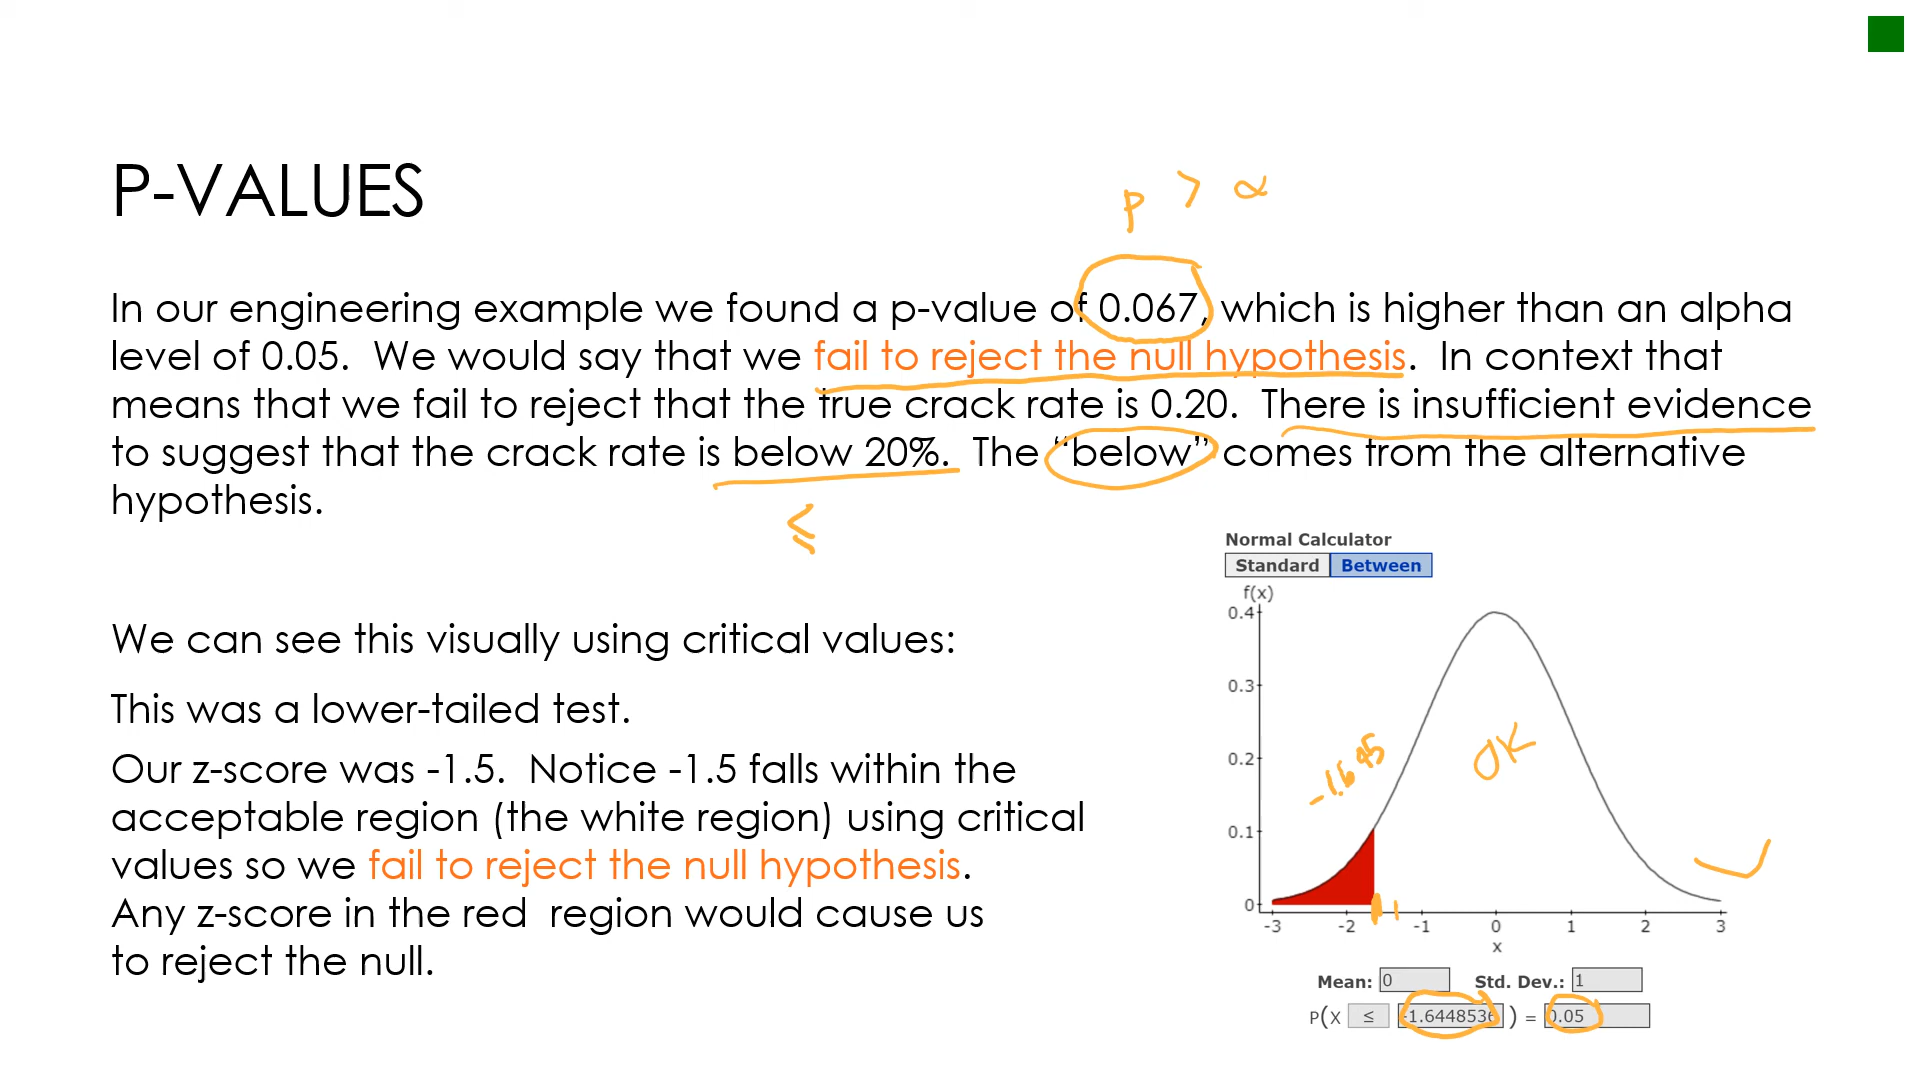 P-VALUES
p > α
In our engineering example we found a p-value of 0.067, which is higher than an alpha
level of 0.05. We would say that we fail to reject the null hypothesis. In context that
means that we fail to reject that the true crack rate is 0.20. There is insufficient evidence
to suggest that the crack rate is below 20%. The “below” comes from the alternative
hypothesis.
≤
We can see this visually using critical values:
This was a lower-tailed test.
Our z-score was -1.5. Notice -1.5 falls within the
acceptable region (the white region) using critical
values so we fail to reject the null hypothesis.
Any z-score in the red region would cause us
to reject the null.
Normal Calculator
Standard Between
f(x)
0.4
0.3
0.2
0.1
0
-1.645
OK
-3 -2 -1 0 1 2 3
x
Mean: 0 Std. Dev.: 1
P(X ≤ -1.6448536) = 0.05